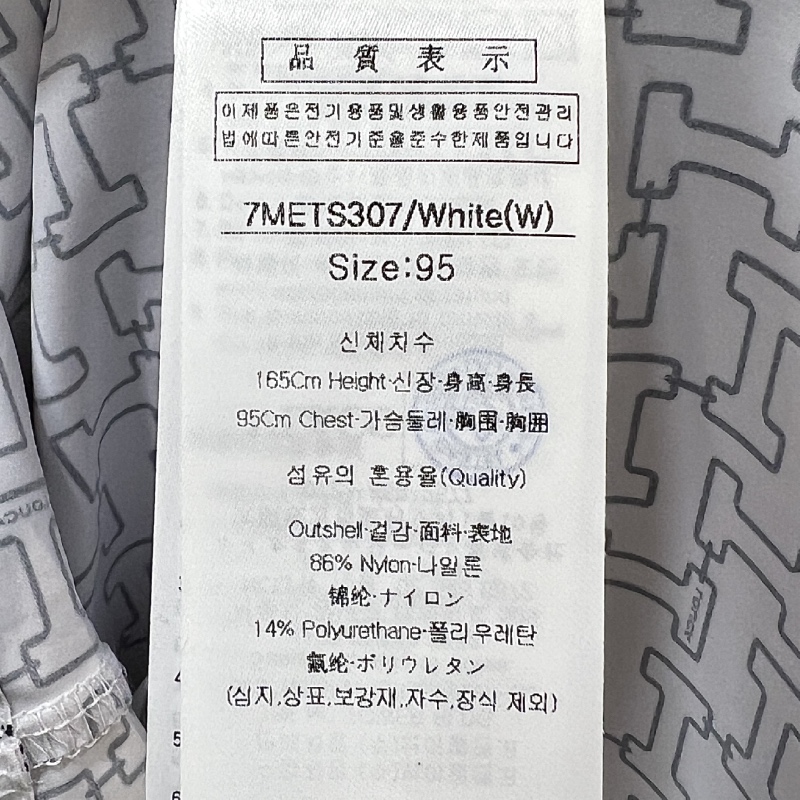 品質表示
이제품은전기용품및생활용품안전관리
법에따른안전기준을준수한제품입니다
7METS307/White(W)
Size:95
신체치수
165Cm Height·신장·身高·身長
95Cm Chest·가슴둘레·胸围·胸囲
섬유의 혼용율(Quality)
Outshell·겉감·面料·表地
86% Nylon·나일론
锦纶·ナイロン
14% Polyurethane·폴리우레탄
氨纶·ポリウレタン
(심지,상표,보강재,자수,장식 제외)
4
5
6